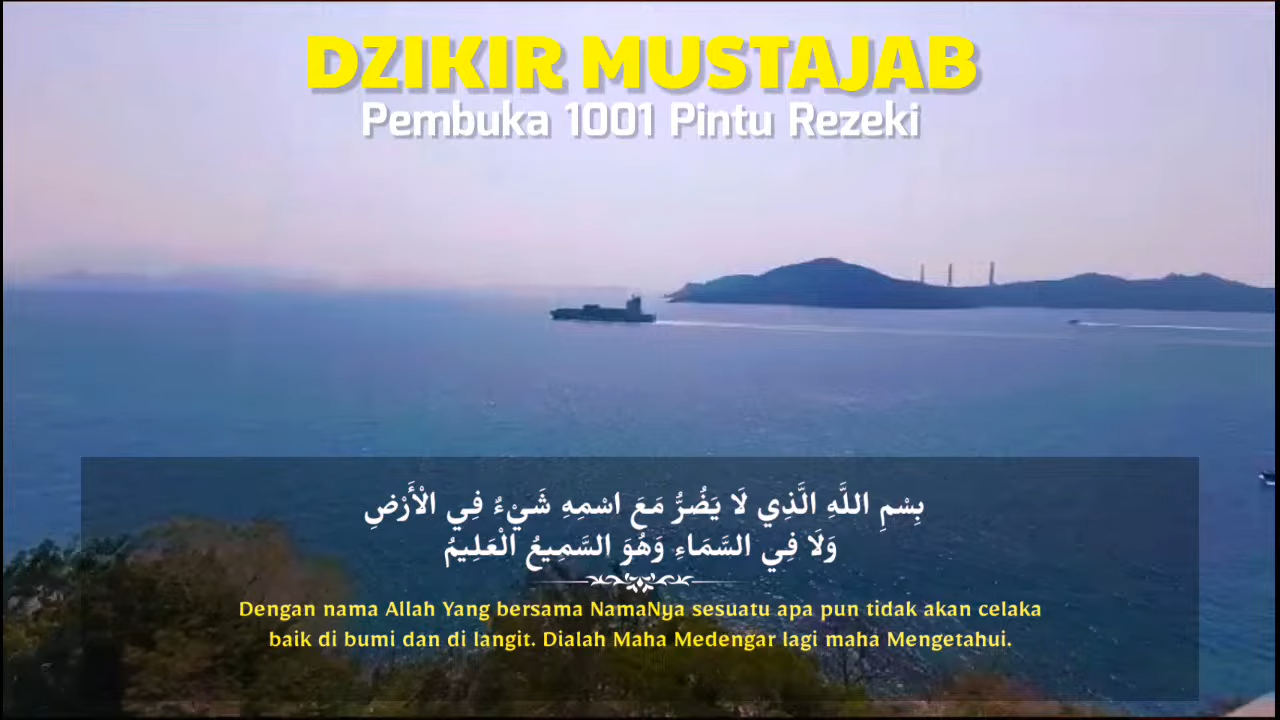 DZIKIR MUSTAJAB
Pembuka 1001 Pintu Rezeki
بِسْمِ اللَّهِ الَّذِي لَا يَضُرُّ مَعَ اسْمِهِ شَيْءٌ فِي الْأَرْضِ
وَلَا فِي السَّمَاءِ وَهُوَ السَّمِيعُ الْعَلِيمُ
Dengan nama Allah Yang bersama NamaNya sesuatu apa pun tidak akan celaka
baik di bumi dan di langit. Dialah Maha Medengar lagi maha Mengetahui.